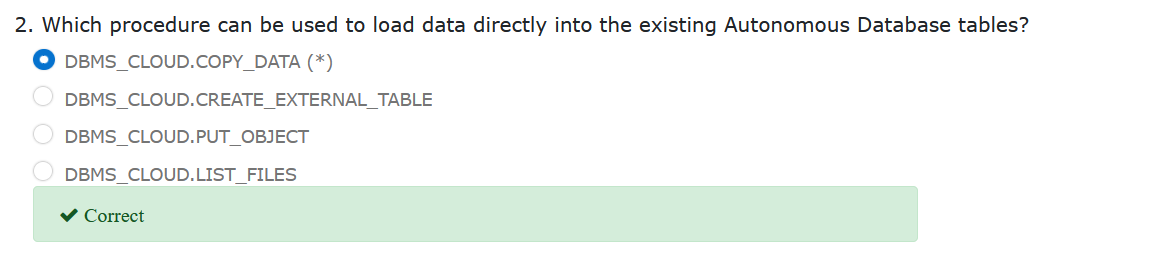 2. Which procedure can be used to load data directly into the existing Autonomous Database tables?
DBMS_CLOUD.COPY_DATA (*)
DBMS_CLOUD.CREATE_EXTERNAL_TABLE
DBMS_CLOUD.PUT_OBJECT
DBMS_CLOUD.LIST_FILES
✔ Correct